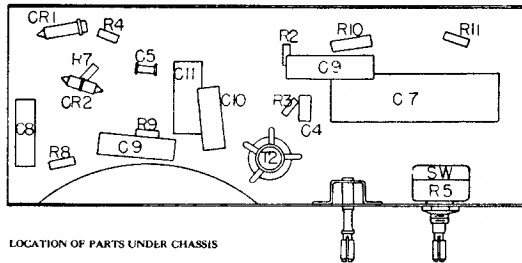 CR1
R4
R2
R10
R11
R7
C5
C11
C9
CR2
C10
C7
C8
R3
C4
R9
C9
T2
R8
SW
R5
LOCATION OF PARTS UNDER CHASSIS